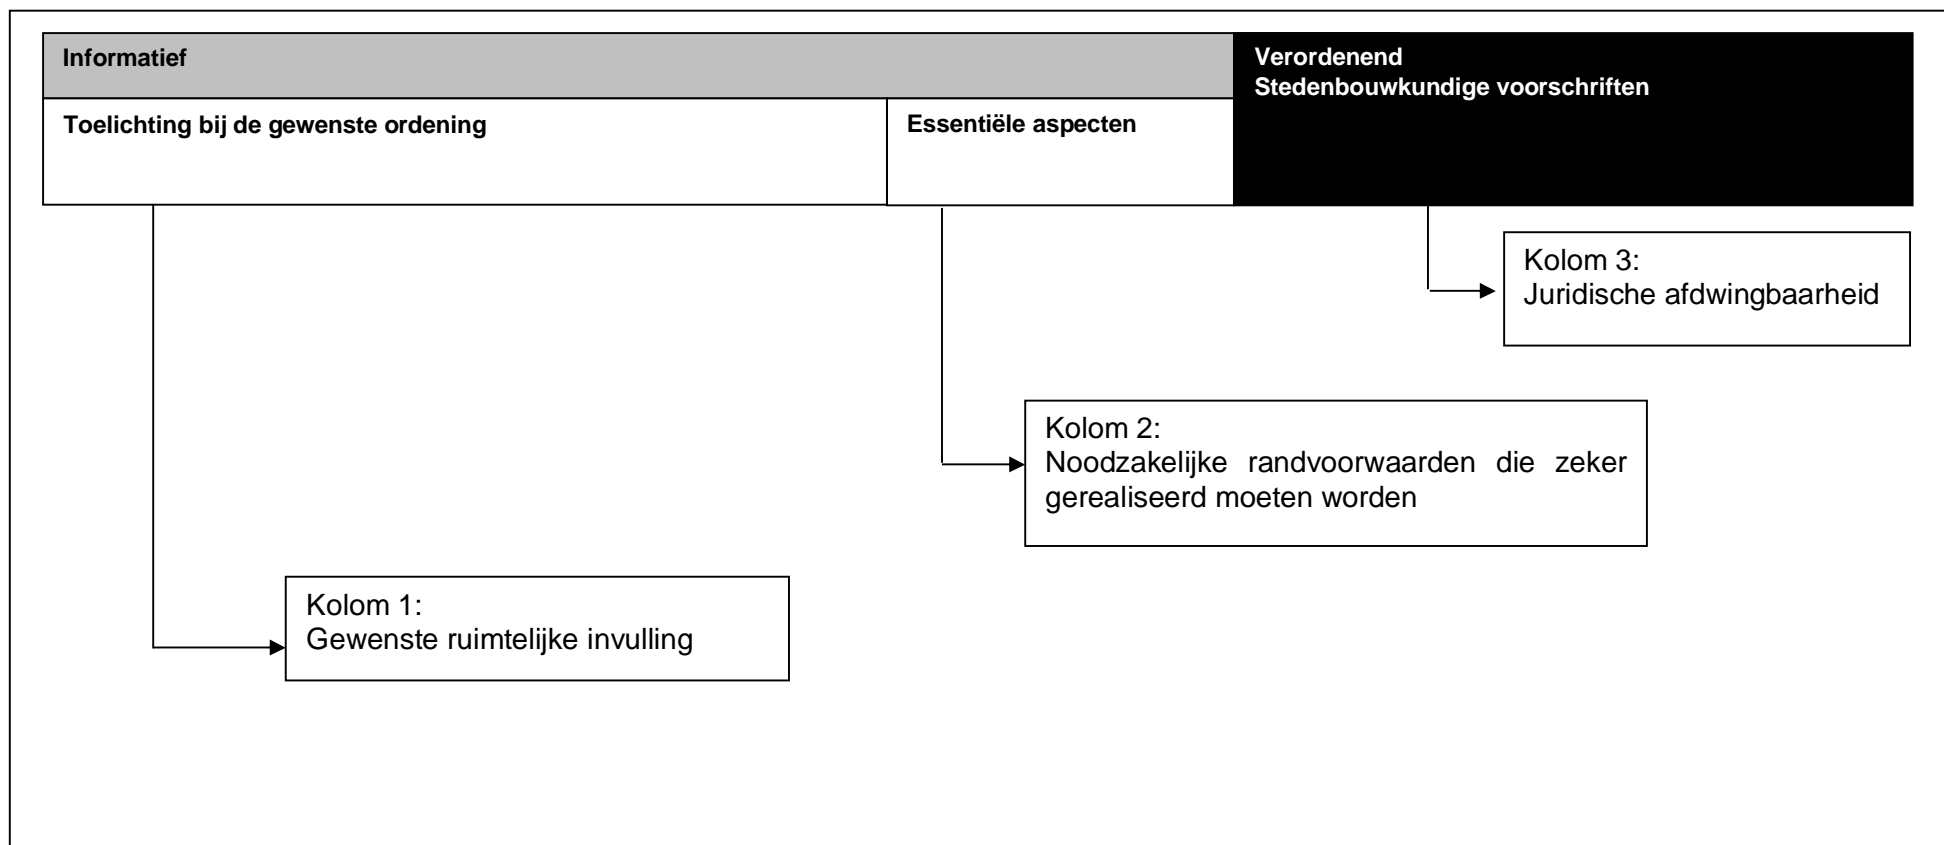 Informatief
Verordenend
Stedenbouwkundige voorschriften
Toelichting bij de gewenste ordening
Essentiële aspecten
Kolom 3:
Juridische afdwingbaarheid
Kolom 2:
Noodzakelijke randvoorwaarden die zeker
gerealiseerd moeten worden
Kolom 1:
Gewenste ruimtelijke invulling